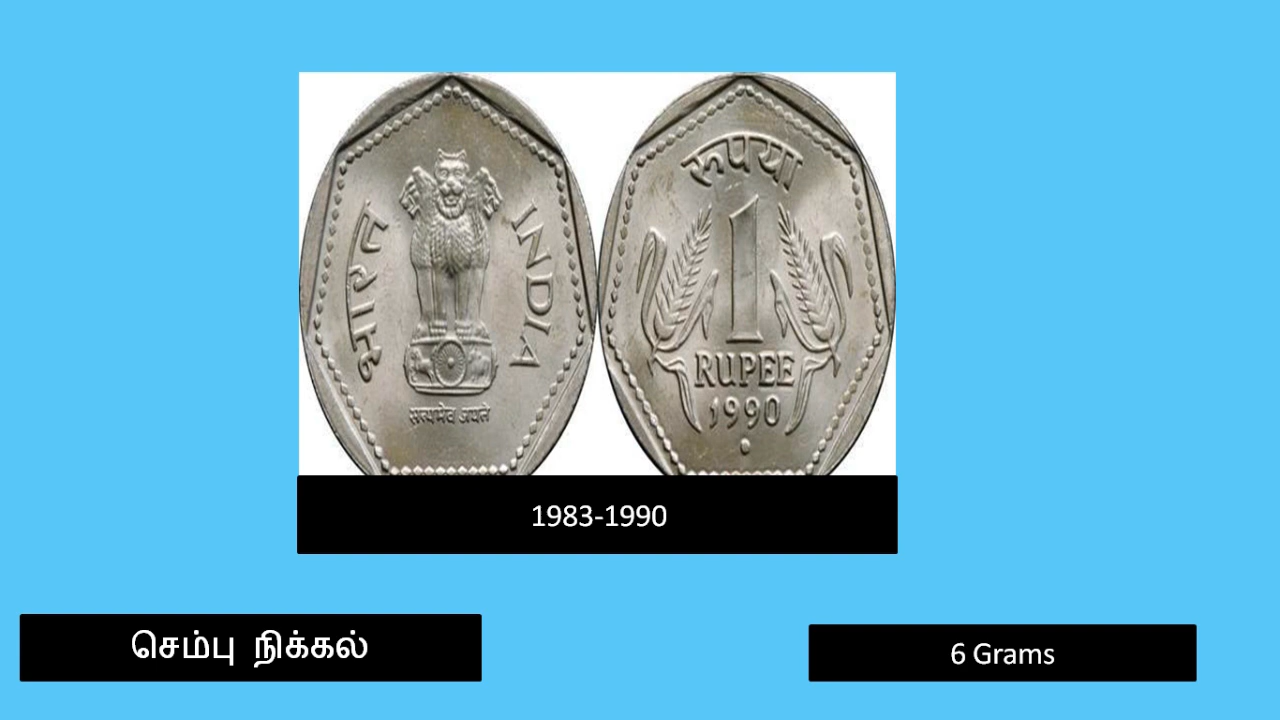 भारत
INDIA
सत्यमेव जयते
रूपया
1
RUPEE
1990
1983-1990
செம்பு நிக்கல்
6 Grams